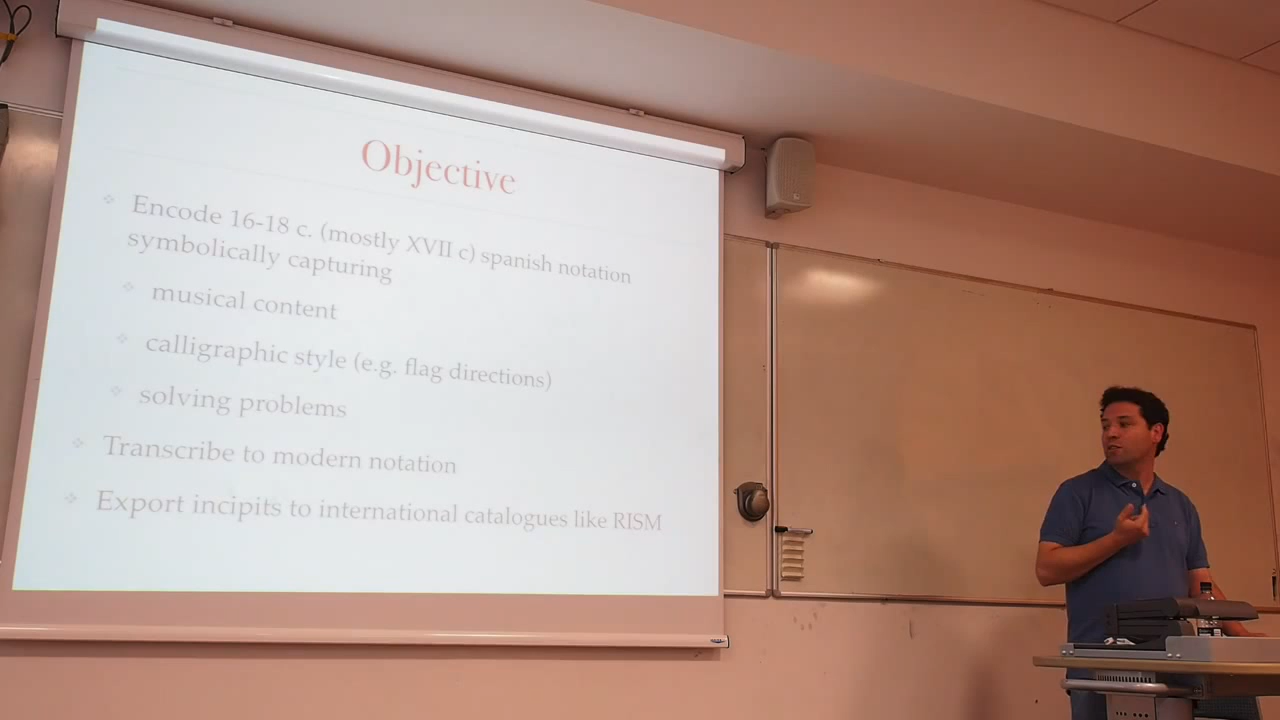 Objective
Encode 16-18 c. (mostly XVII c) spanish notation
symbolically capturing
musical content
calligraphic style (e.g. flag directions)
solving problems
Transcribe to modern notation
Export incipits to international catalogues like RISM